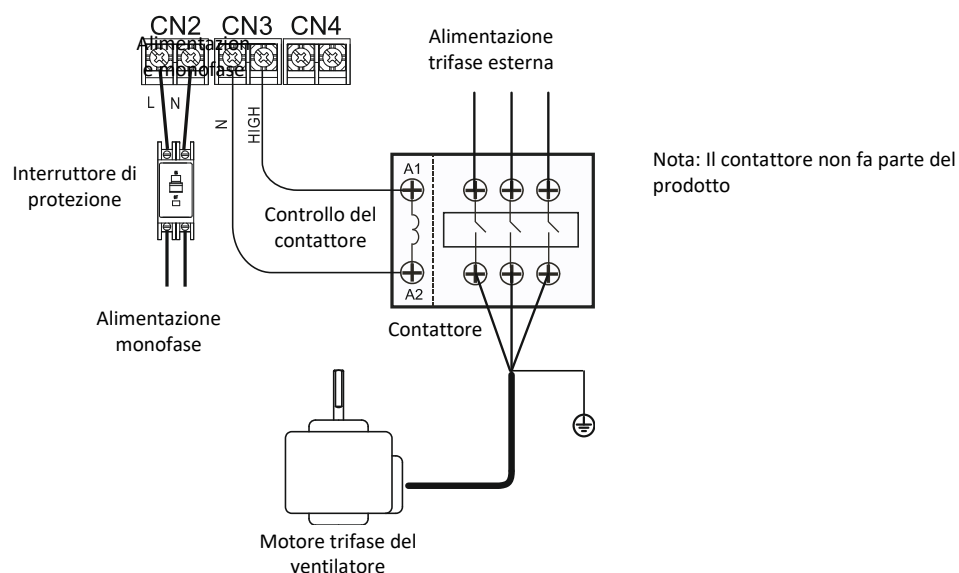 CN2 CN3 CN4
Alimentazion
e monofase
Alimentazione
trifase esterna
L N
N
HIGH
Interruttore di
protezione
A1
Nota: Il contattore non fa parte del
prodotto
Controllo del
contattore
A2
Alimentazione
monofase
Contattore
Motore trifase del
ventilatore